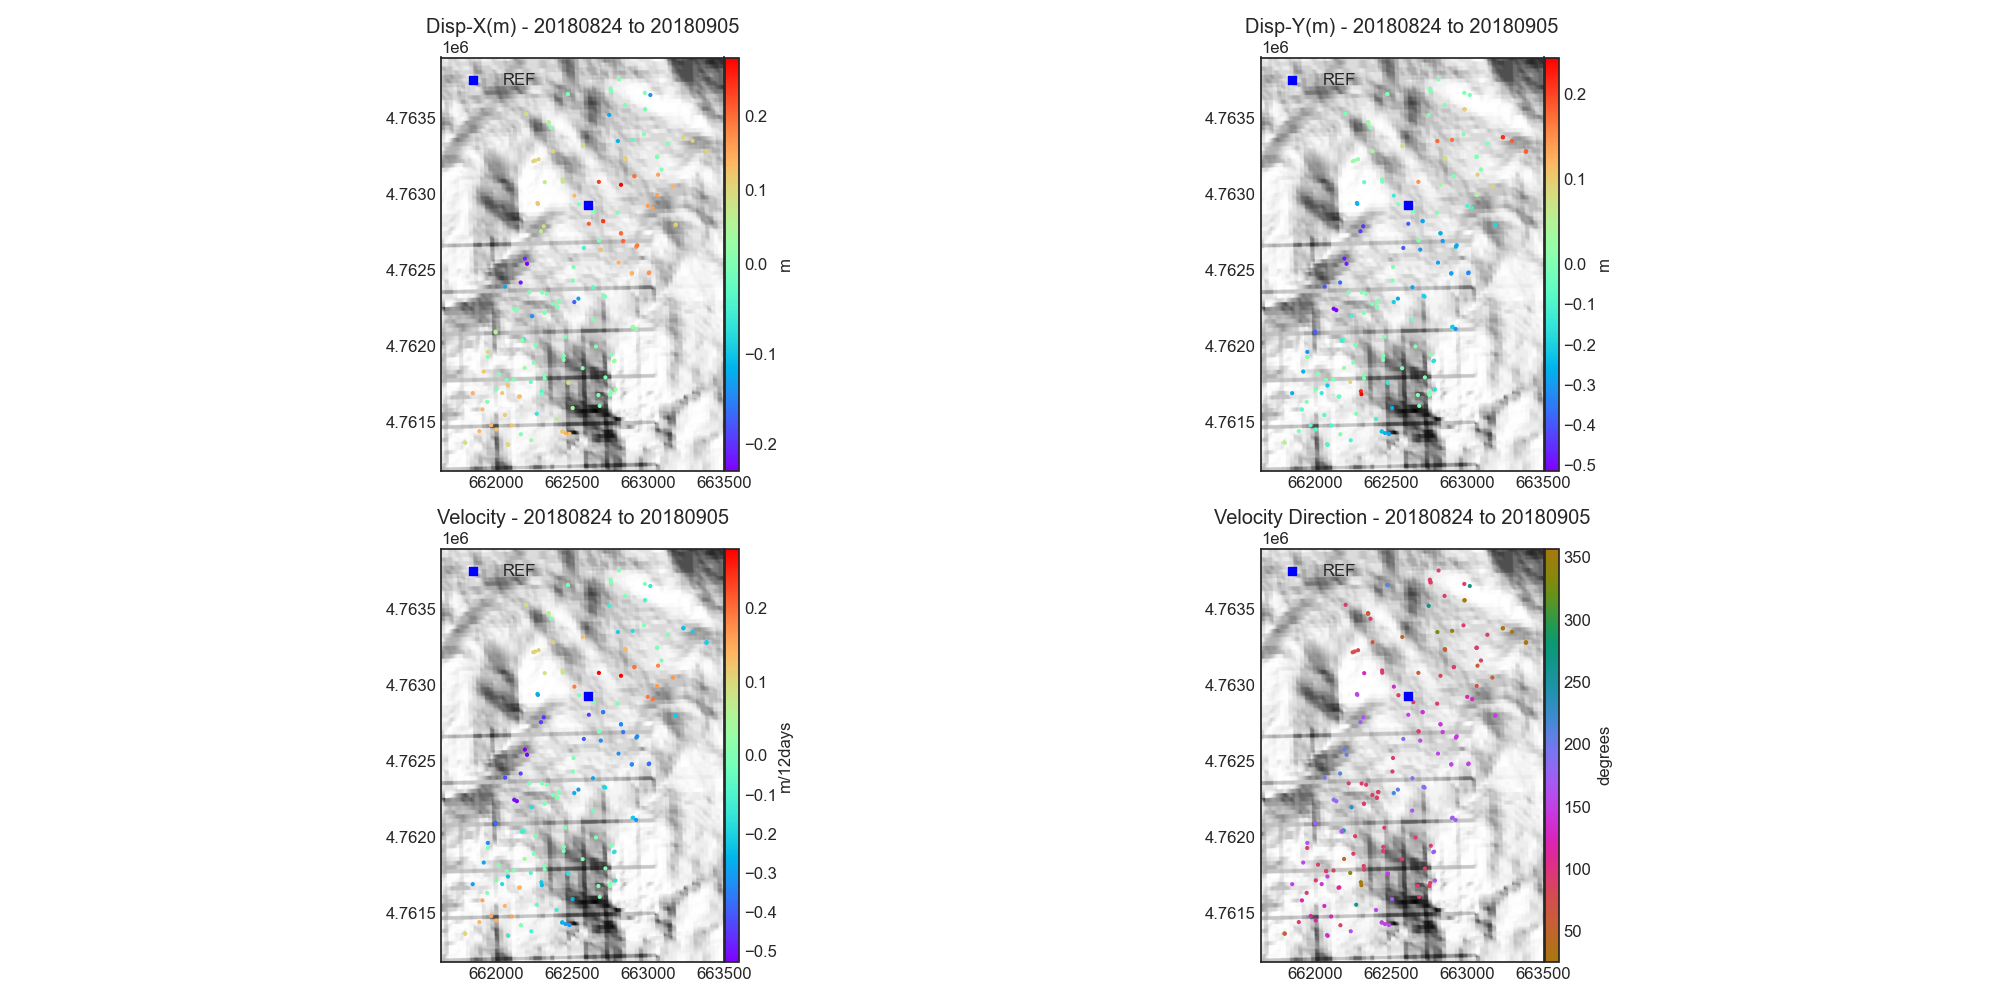 Disp-X(m) - 20180824 to 20180905
1e6
REF
4.7635
4.7630
4.7625
4.7620
4.7615
662000 662500 663000 663500
0.2
0.1
0.0
−0.1
−0.2
m
Disp-Y(m) - 20180824 to 20180905
1e6
REF
4.7635
4.7630
4.7625
4.7620
4.7615
662000 662500 663000 663500
0.2
0.1
0.0
−0.1
−0.2
−0.3
−0.4
−0.5
m
Velocity - 20180824 to 20180905
1e6
REF
4.7635
4.7630
4.7625
4.7620
4.7615
662000 662500 663000 663500
0.2
0.1
0.0
−0.1
−0.2
−0.3
−0.4
−0.5
m/12days
Velocity Direction - 20180824 to 20180905
1e6
REF
4.7635
4.7630
4.7625
4.7620
4.7615
662000 662500 663000 663500
350
300
250
200
150
100
50
degrees